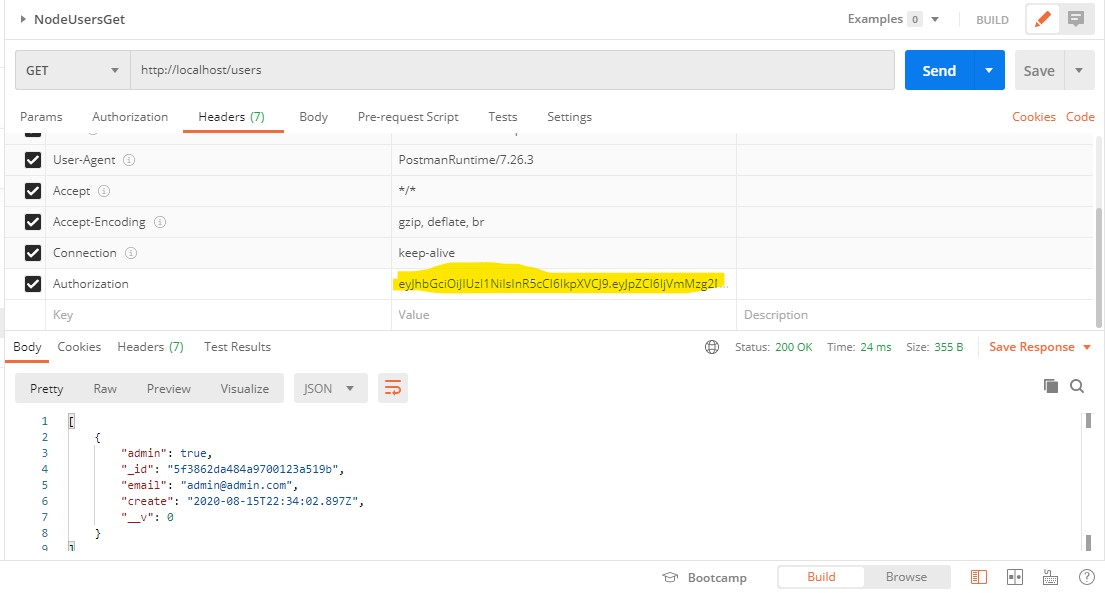 NodeUsersGet Examples 0 BUILD
GET http://localhost/users Send Save
Params Authorization Headers (7) Body Pre-request Script Tests Settings Cookies Code
User-Agent PostmanRuntime/7.26.3
Accept */*
Accept-Encoding gzip, deflate, br
Connection keep-alive
Authorization eyJhbGciOiJIUzI1NiIsInR5cCI6IkpXVCJ9.eyJpZCI6IjVmMzg2I...
Key Value Description
Body Cookies Headers (7) Test Results Status: 200 OK Time: 24 ms Size: 355 B Save Response
Pretty Raw Preview Visualize JSON
1 [
2 {
3 "admin": true,
4 "_id": "5f3862da484a9700123a519b",
5 "email": "admin@admin.com",
6 "create": "2020-08-15T22:34:02.897Z",
7 "__v": 0
8 }
9 ]
Bootcamp Build Browse